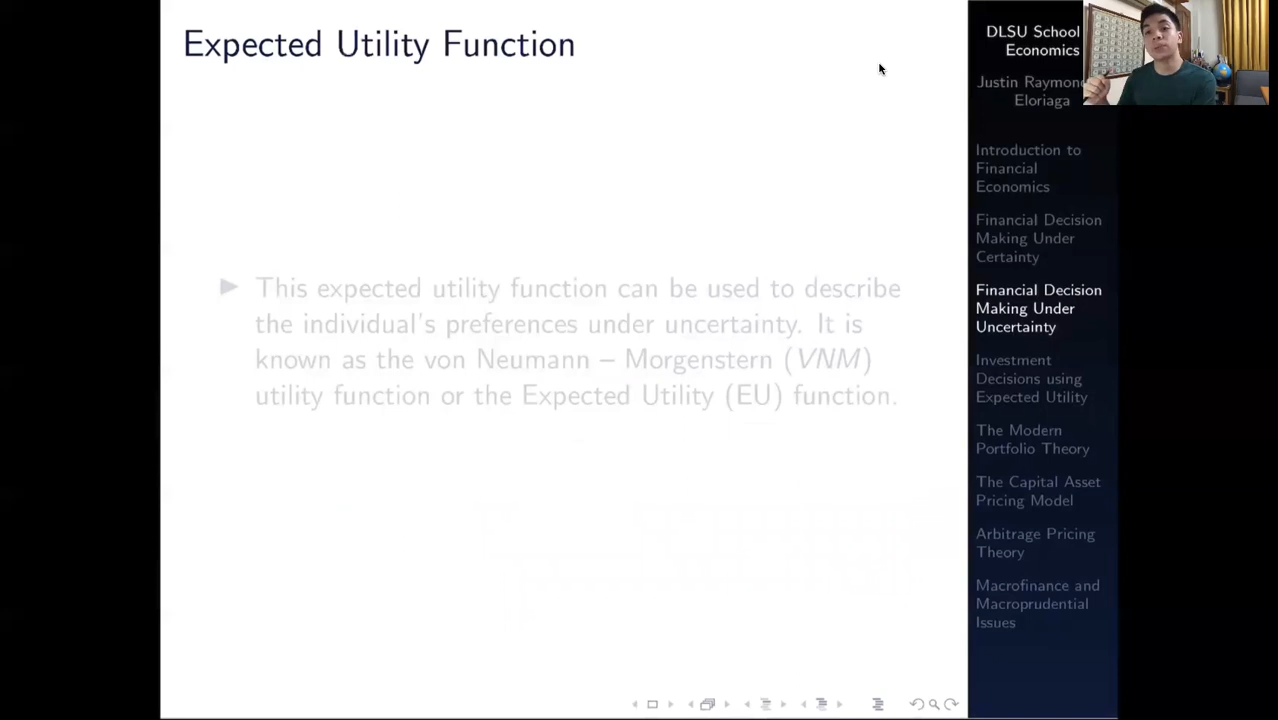 Expected Utility Function
This expected utility function can be used to describe
the individual's preferences under uncertainty. It is
known as the von Neumann – Morgenstern (VNM)
utility function or the Expected Utility (EU) function.
DLSU School
Economics
Justin Raymond
Eloriaga
Introduction to
Financial
Economics
Financial Decision
Making Under
Certainty
Financial Decision
Making Under
Uncertainty
Investment
Decisions using
Expected Utility
The Modern
Portfolio Theory
The Capital Asset
Pricing Model
Arbitrage Pricing
Theory
Macrofinance and
Macroprudential
Issues